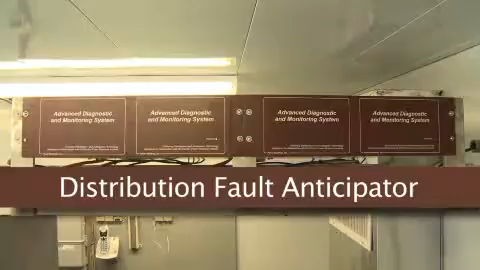 Advanced Diagnostic
and Monitoring System
Advanced Diagnostic
and Monitoring System
Advanced Diagnostic
and Monitoring System
Advanced Diagnostic
and Monitoring System
Distribution Fault Anticipator